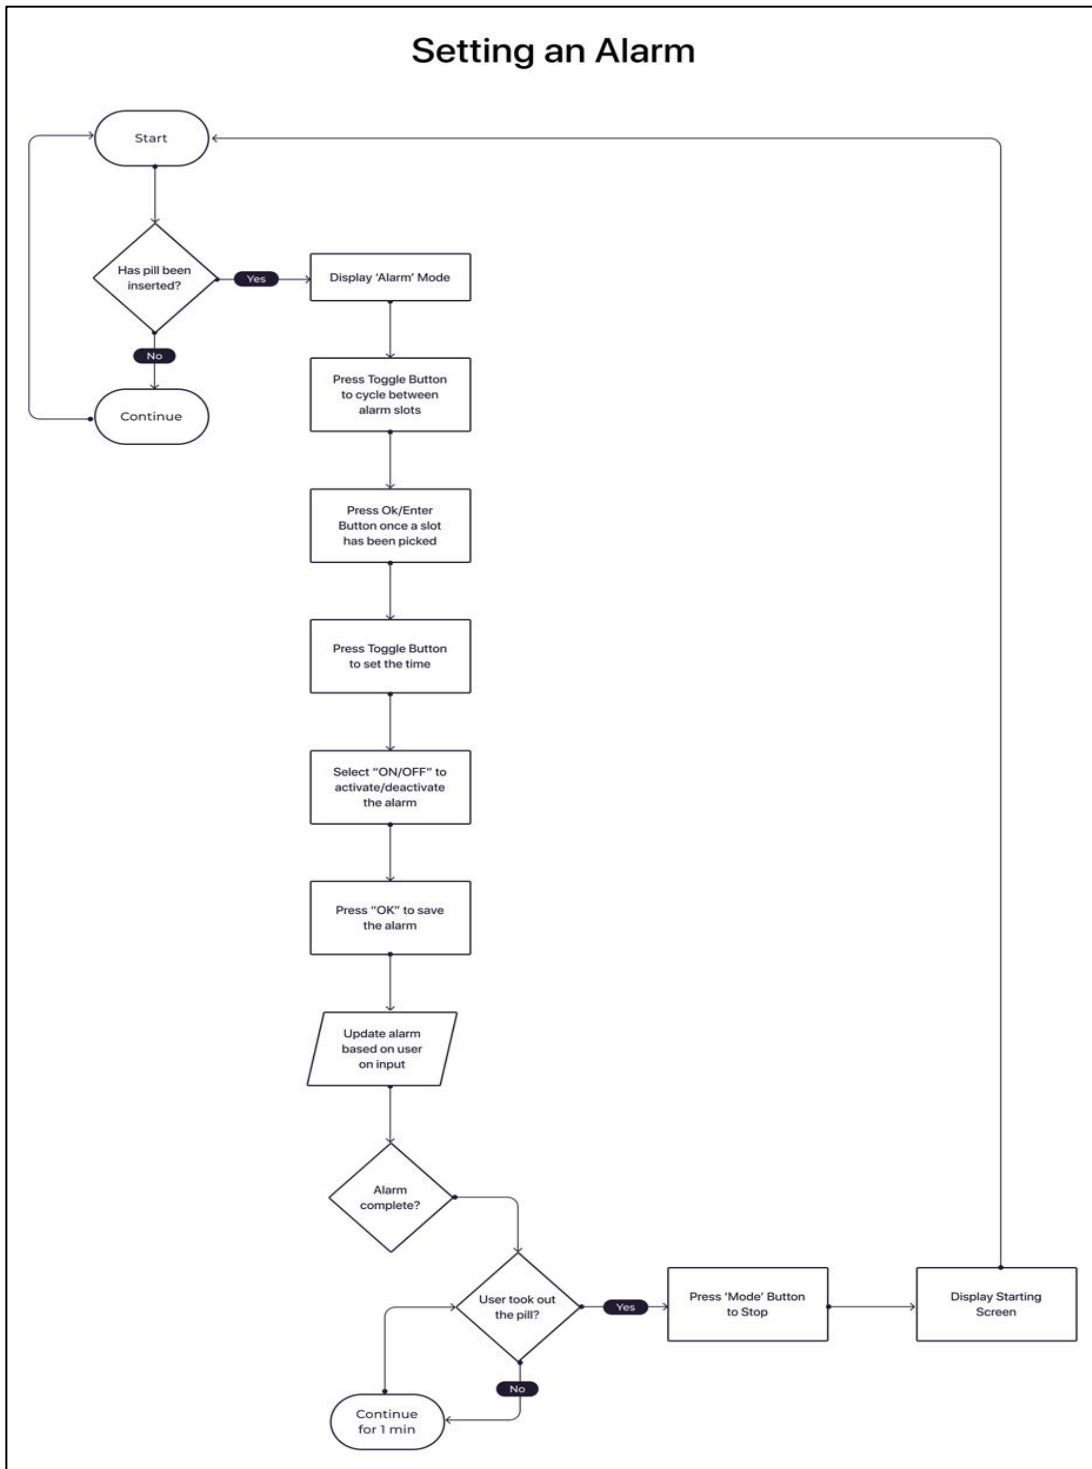 Setting an Alarm
Start
Has pill been
inserted?
Yes
Display ‘Alarm’ Mode
No
Continue
Press Toggle Button
to cycle between
alarm slots
Press Ok/Enter
Button once a slot
has been picked
Press Toggle Button
to set the time
Select “ON/OFF” to
activate/deactivate
the alarm
Press “OK” to save
the alarm
Update alarm
based on user
on input
Alarm
complete?
User took out
the pill?
Yes
Press ‘Mode’ Button
to Stop
Display Starting
Screen
No
Continue
for 1 min